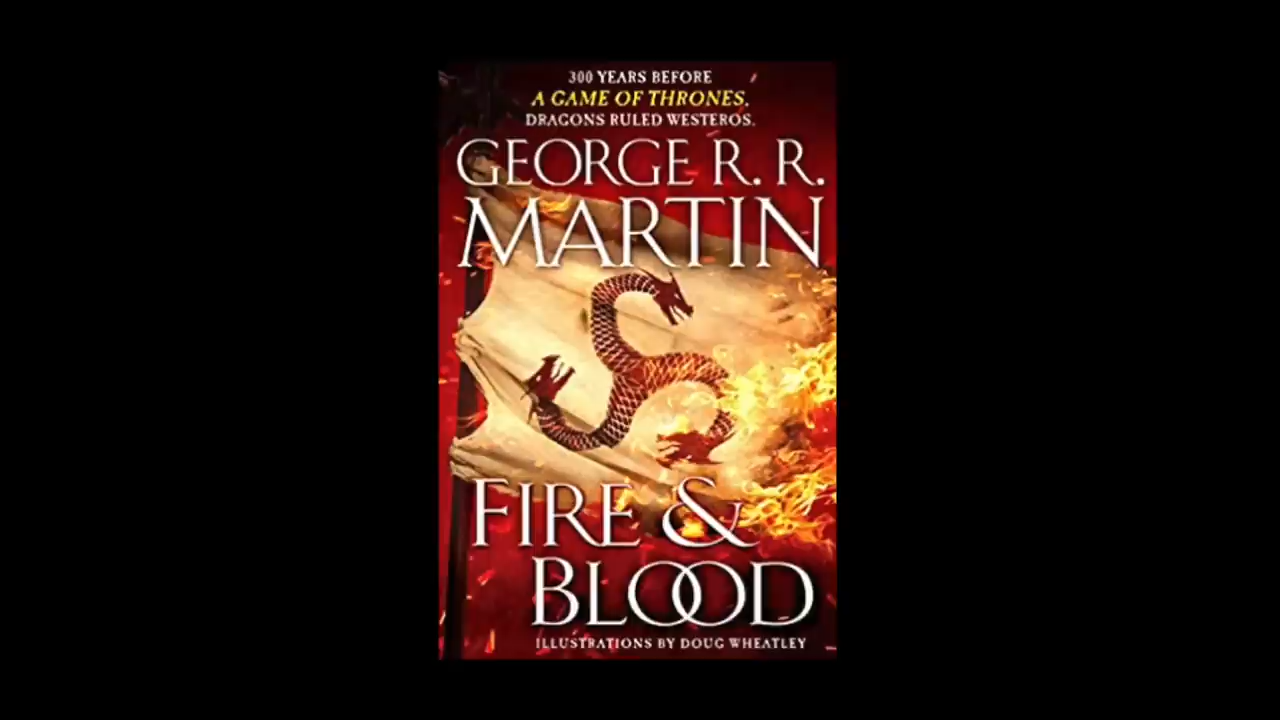 300 YEARS BEFORE
A GAME OF THRONES,
DRAGONS RULED WESTEROS.
GEORGE R. R.
MARTIN
FIRE &
BLOOD
ILLUSTRATIONS BY DOUG WHEATLEY